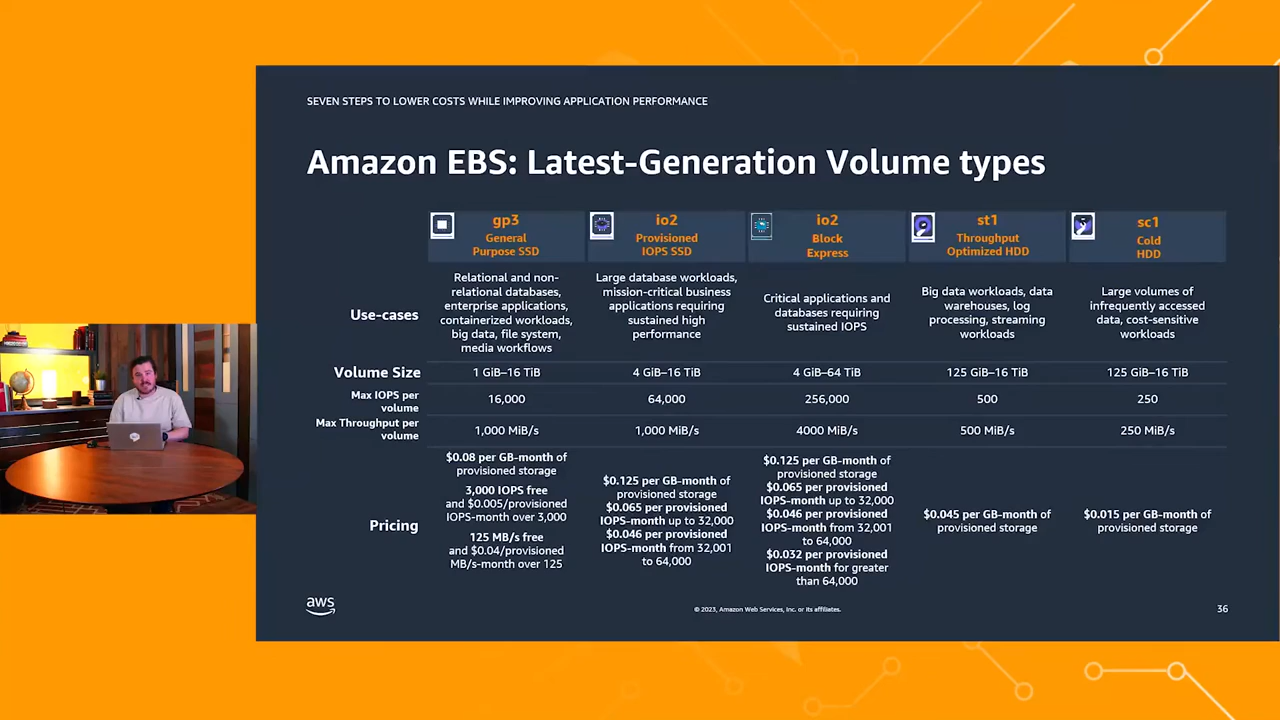 SEVEN STEPS TO LOWER COSTS WHILE IMPROVING APPLICATION PERFORMANCE
Amazon EBS: Latest-Generation Volume types
gp3
General
Purpose SSD
io2
Provisioned
IOPS SSD
io2
Block
Express
st1
Throughput
Optimized HDD
sc1
Cold
HDD
Use-cases
Relational and non-
relational databases,
enterprise applications,
containerized workloads,
big data, file system,
media workflows
Large database workloads,
mission-critical business
applications requiring
sustained high
performance
Critical applications and
databases requiring
sustained IOPS
Big data workloads, data
warehouses, log
processing, streaming
workloads
Large volumes of
infrequently accessed
data, cost-sensitive
workloads
Volume Size
1 GiB–16 TiB
4 GiB–16 TiB
4 GiB–64 TiB
125 GiB–16 TiB
125 GiB–16 TiB
Max IOPS per
volume
16,000
64,000
256,000
500
250
Max Throughput per
volume
1,000 MiB/s
1,000 MiB/s
4000 MiB/s
500 MiB/s
250 MiB/s
Pricing
$0.08 per GB-month of
provisioned storage
3,000 IOPS free
and $0.005/provisioned
IOPS-month over 3,000
125 MB/s free
and $0.04/provisioned
MB/s-month over 125
$0.125 per GB-month of
provisioned storage
$0.065 per provisioned
IOPS-month up to 32,000
$0.046 per provisioned
IOPS-month from 32,001
to 64,000
$0.125 per GB-month of
provisioned storage
$0.065 per provisioned
IOPS-month up to 32,000
$0.046 per provisioned
IOPS-month from 32,001
to 64,000
$0.032 per provisioned
IOPS-month for greater
than 64,000
$0.045 per GB-month of
provisioned storage
$0.015 per GB-month of
provisioned storage
aws
© 2023, Amazon Web Services, Inc. or its affiliates.
36